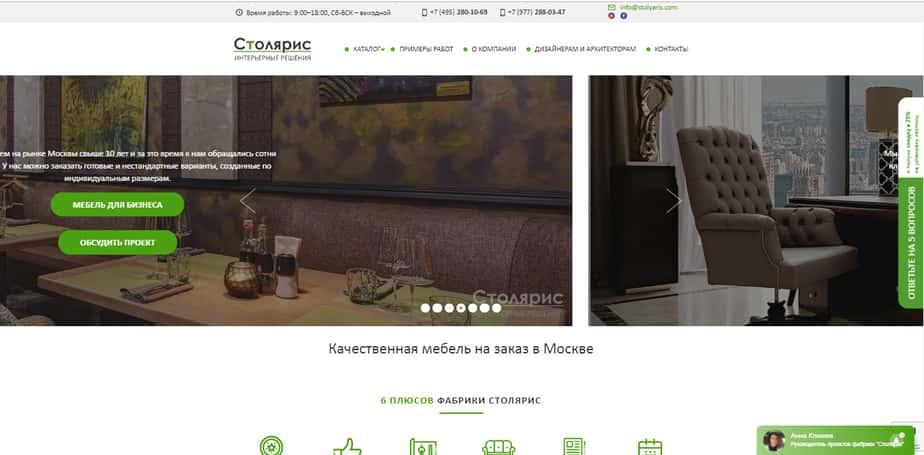 Время работы: 9:00–18:00, Сб-ВСК – выходной
+7 (495) 280-10-69
+7 (977) 288-03-47
info@stolyaris.com
Столярис
ИНТЕРЬЕРНЫЕ РЕШЕНИЯ
КАТАЛОГ
ПРИМЕРЫ РАБОТ
О КОМПАНИИ
ДИЗАЙНЕРАМ И АРХИТЕКТОРАМ
КОНТАКТЫ
ем на рынке Москвы свыше 10 лет и за это время к нам обращались сотни
У нас можно заказать готовые и нестандартные варианты, созданные по
индивидуальным размерам.
МЕБЕЛЬ ДЛЯ БИЗНЕСА
ОБСУДИТЬ ПРОЕКТ
Столярис
ИНТЕРЬЕРНЫЕ РЕШЕНИЯ
Мы
ОТВЕТЬТЕ НА 5 ВОПРОСОВ
Качественная мебель на заказ в Москве
6 ПЛЮСОВ ФАБРИКИ СТОЛЯРИС
Руководитель проектов фабрики "Столярис"